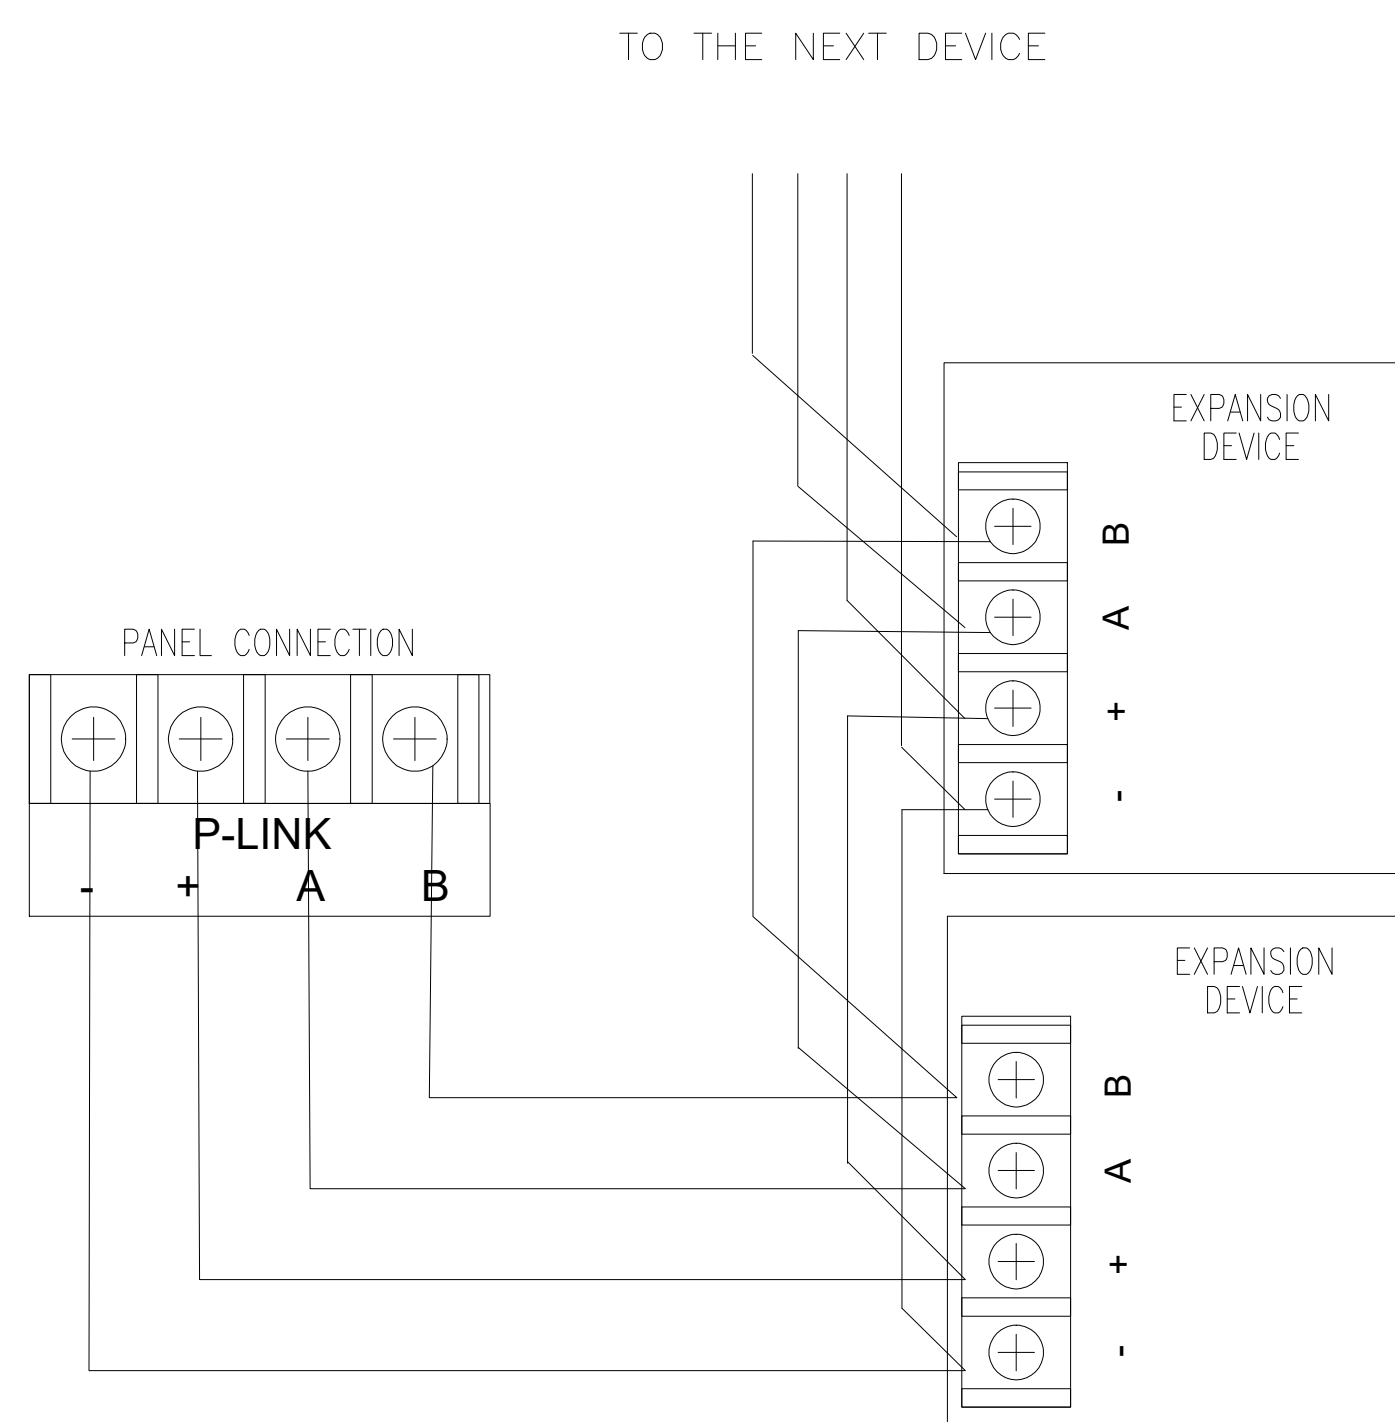 TO THE NEXT DEVICE
EXPANSION
DEVICE
B
A
+
-
PANEL CONNECTION
P-LINK
- + A B
EXPANSION
DEVICE
B
A
+
-